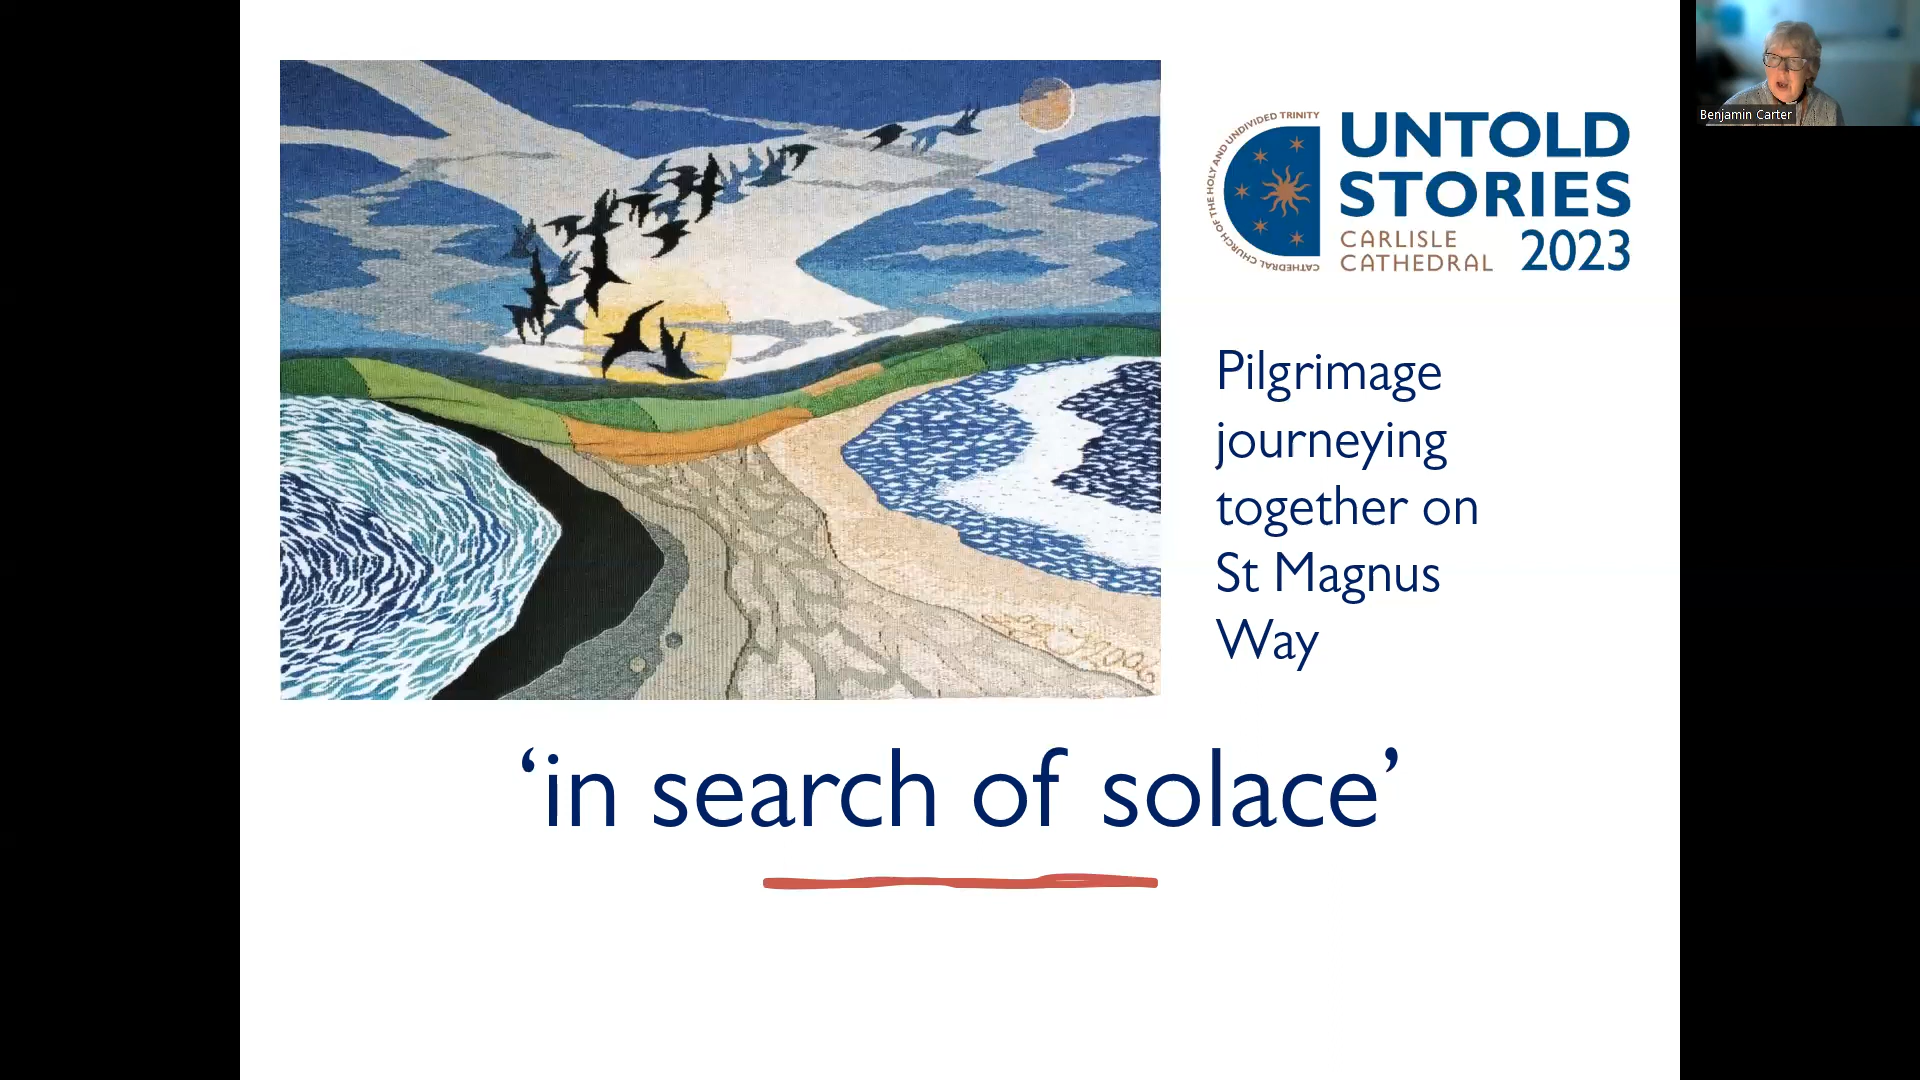 UNTOLD
STORIES
CARLISLE
CATHEDRAL
2023
CATHEDRAL CHURCH OF THE HOLY AND UNDIVIDED TRINITY
Benjamin Carter
Pilgrimage
journeying
together on
St Magnus
Way
‘in search of solace’